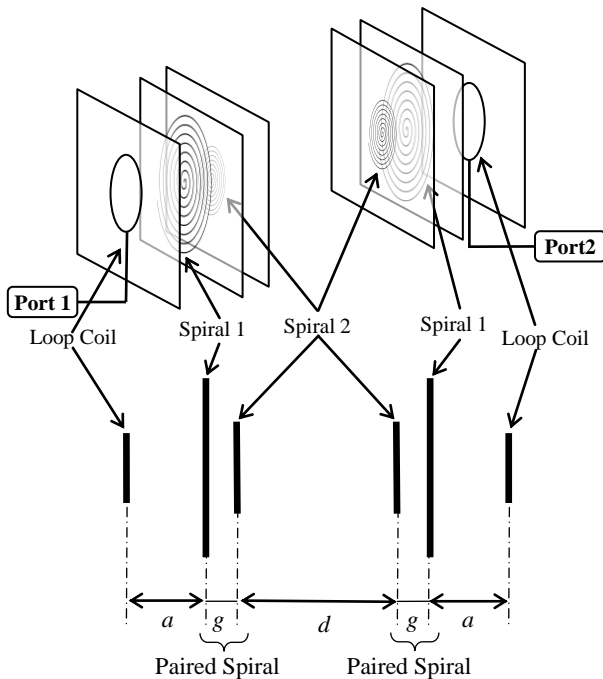 Port 1
Port2
Loop Coil
Spiral 1
Spiral 2
Spiral 1
Loop Coil
a
g
d
g
a
Paired Spiral
Paired Spiral